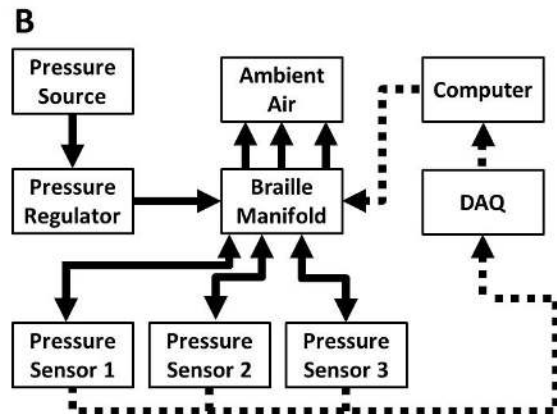 B
Pressure
Source
Ambient
Air
Computer
Pressure
Regulator
Braille
Manifold
DAQ
Pressure
Sensor 1
Pressure
Sensor 2
Pressure
Sensor 3